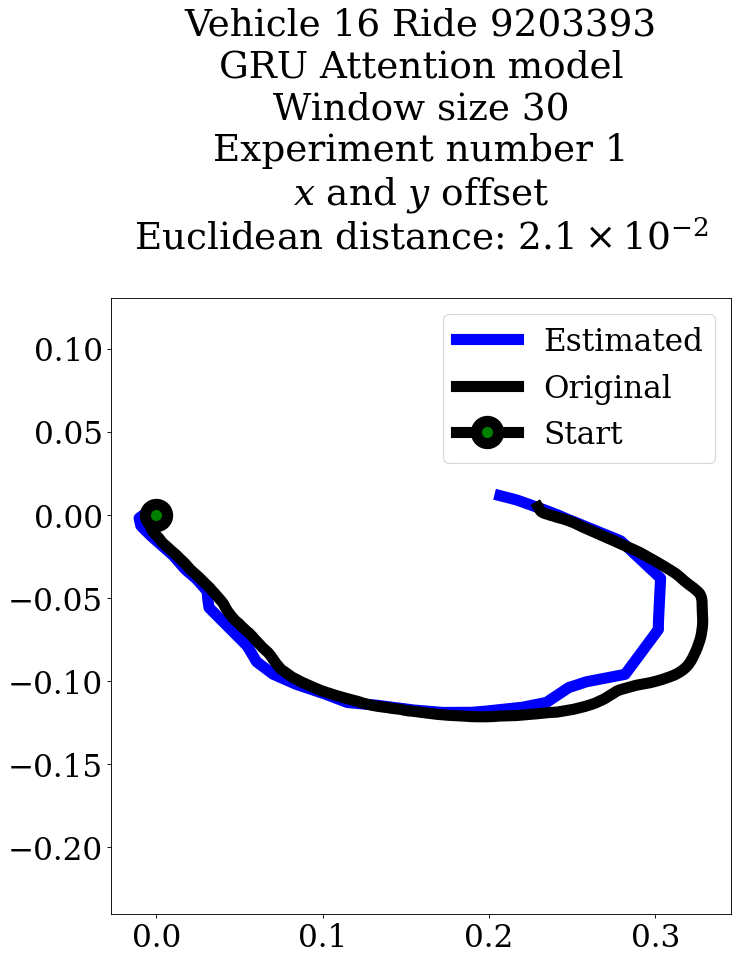 Vehicle 16 Ride 9203393
GRU Attention model
Window size 30
Experiment number 1
x and y offset
Euclidean distance: 2.1 × 10⁻²
Estimated
Original
Start
0.10
0.05
0.00
−0.05
−0.10
−0.15
−0.20
0.0 0.1 0.2 0.3